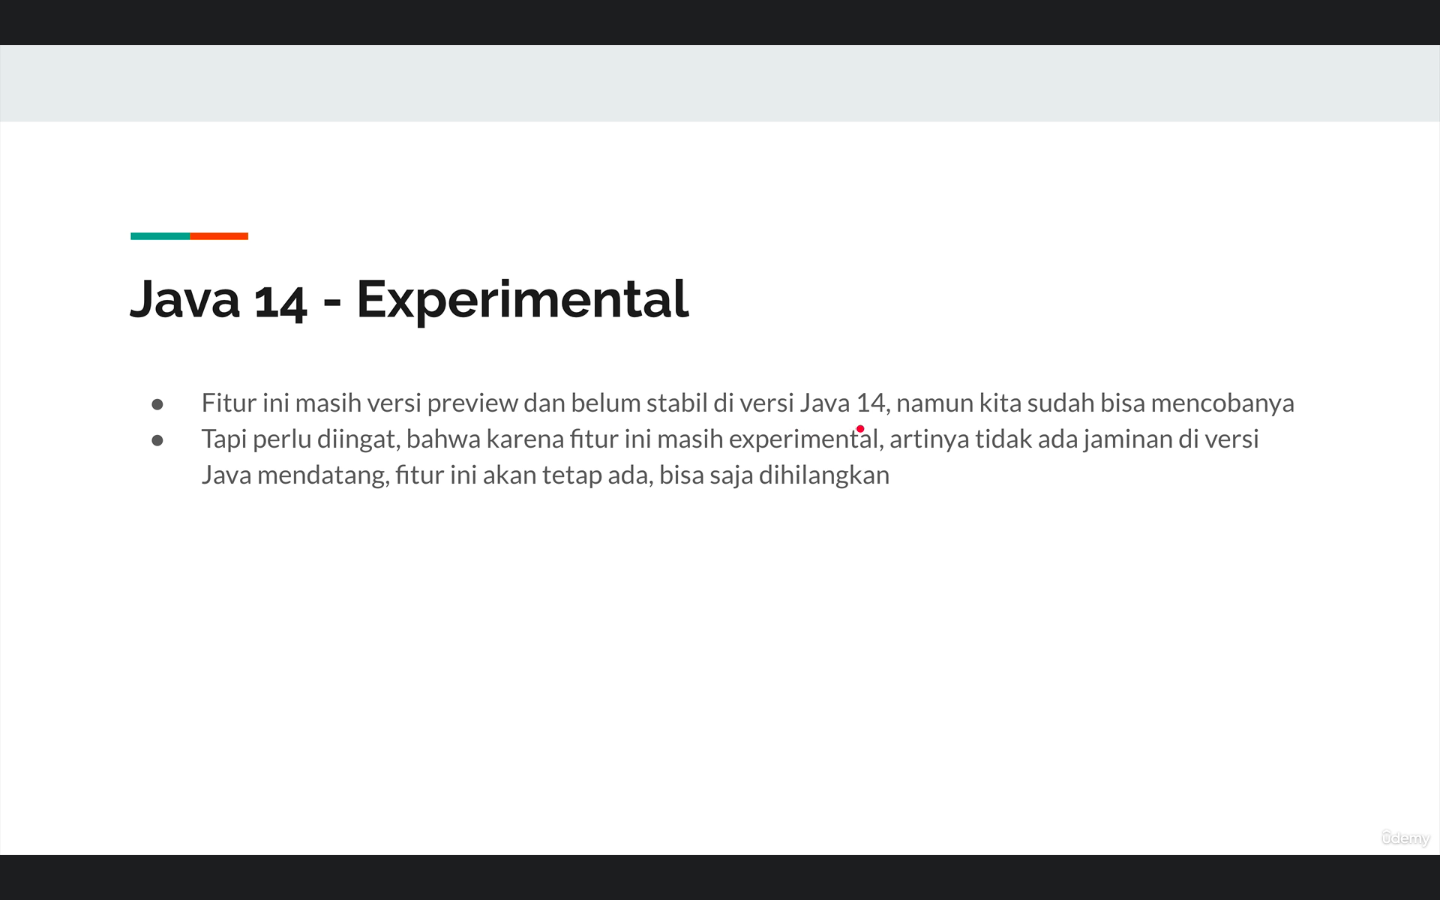 Java 14 - Experimental
● Fitur ini masih versi preview dan belum stabil di versi Java 14, namun kita sudah bisa mencobanya
● Tapi perlu diingat, bahwa karena fitur ini masih experimental, artinya tidak ada jaminan di versi
Java mendatang, fitur ini akan tetap ada, bisa saja dihilangkan
ûdemy